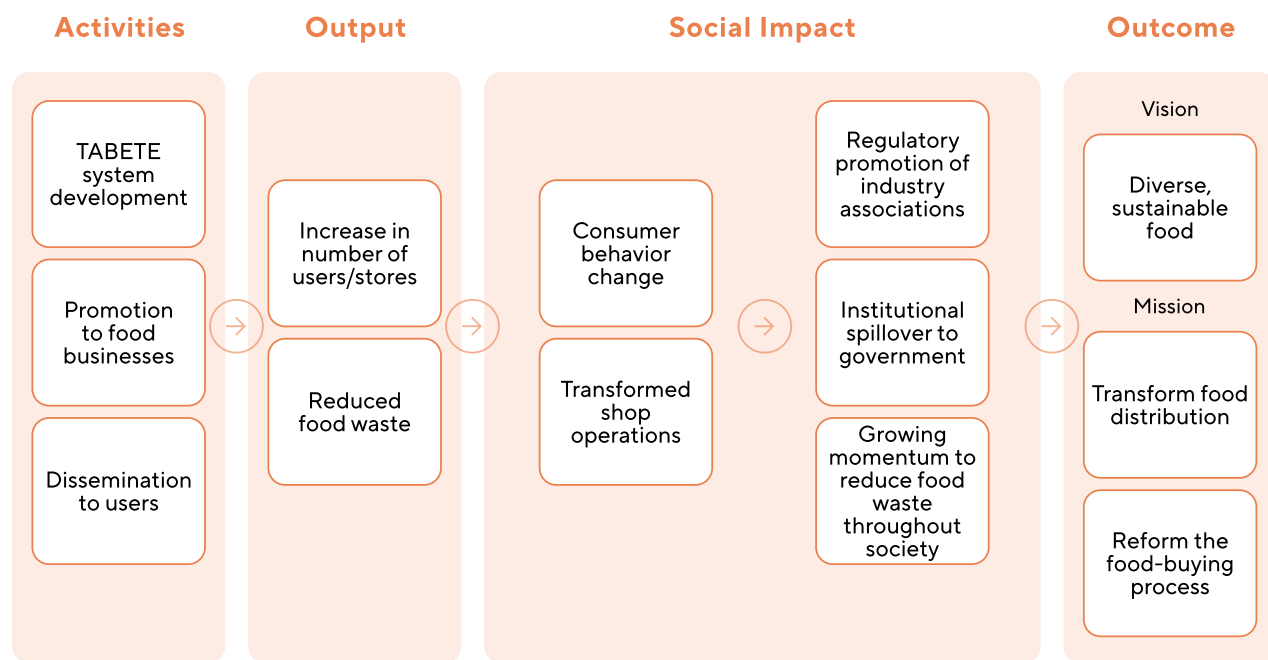 Activities
TABETE
system
development
Promotion
to food
businesses
Dissemination
to users
Output
Increase in
number of
users/stores
Reduced
food waste
Social Impact
Consumer
behavior
change
Transformed
shop
operations
Regulatory
promotion of
industry
associations
Institutional
spillover to
government
Growing
momentum to
reduce food
waste
throughout
society
Outcome
Vision
Diverse,
sustainable
food
Mission
Transform food
distribution
Reform the
food-buying
process